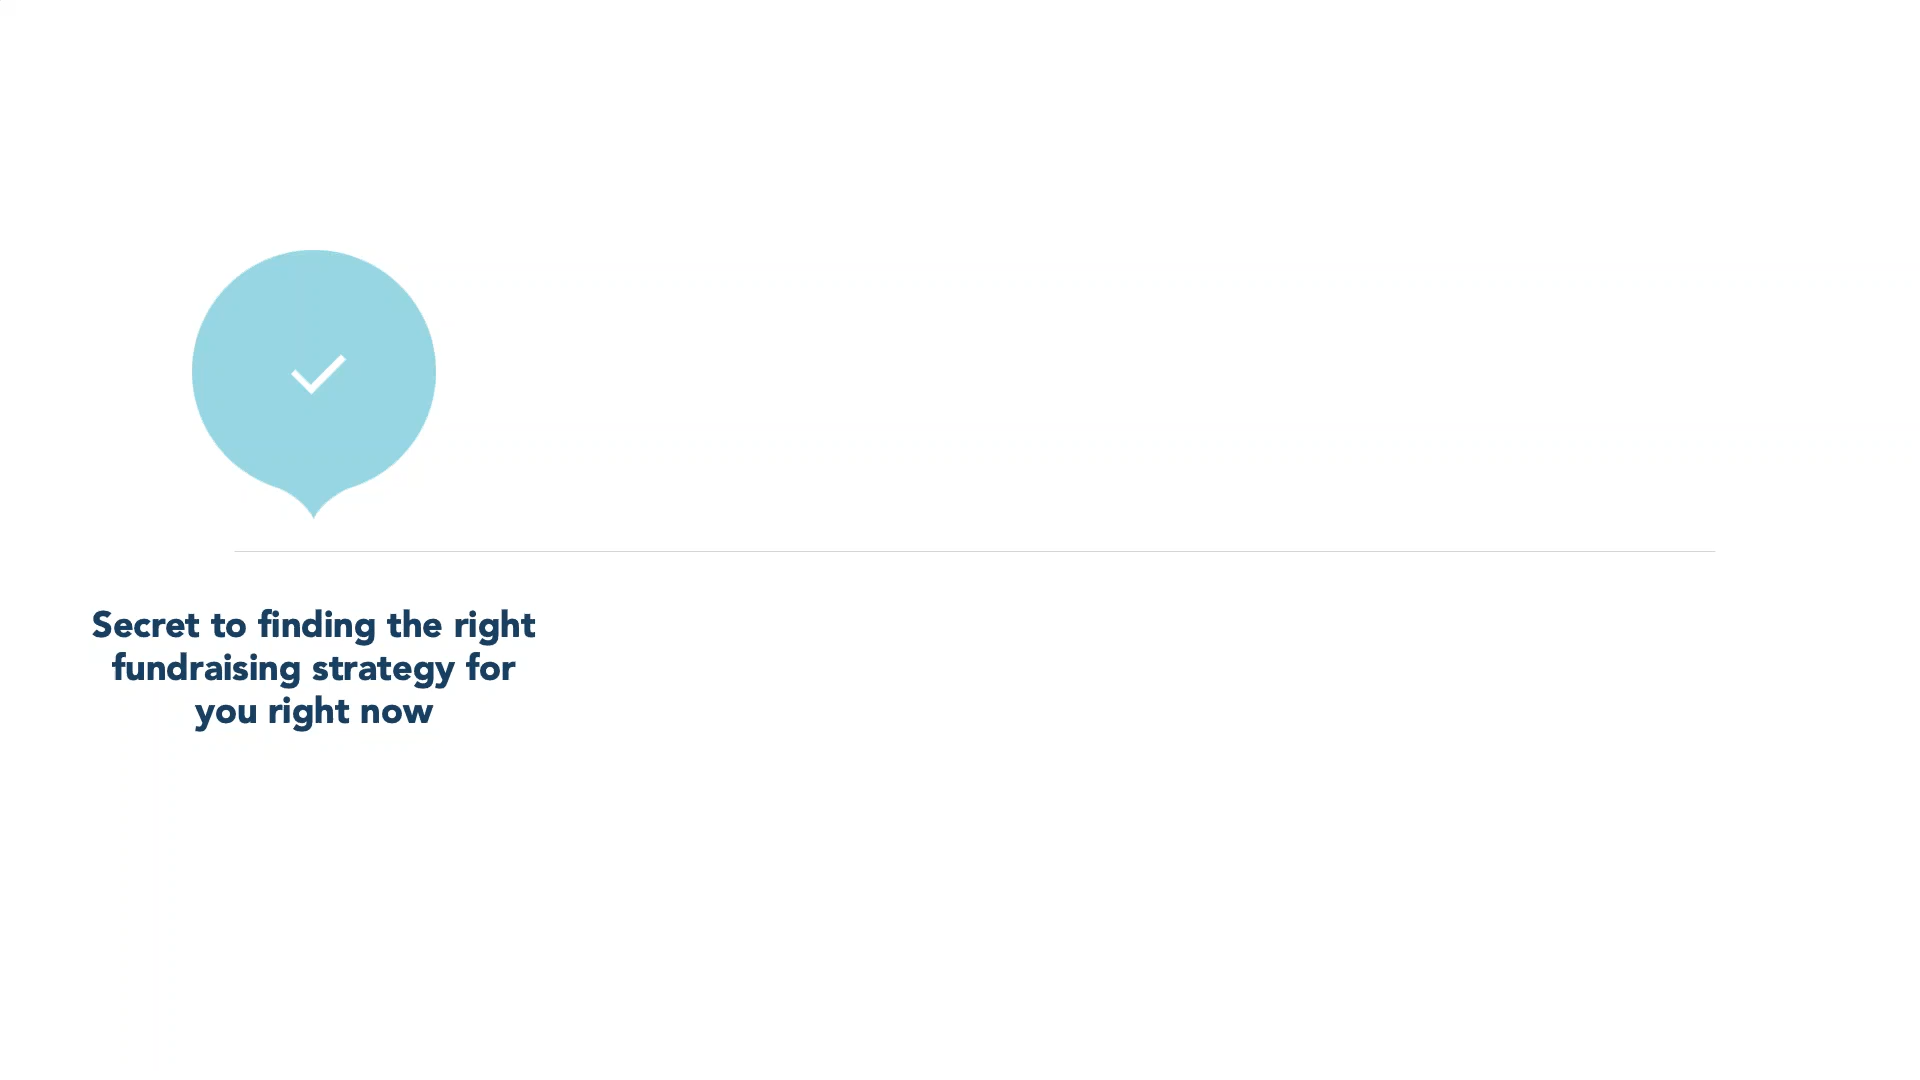 Secret to finding the right
fundraising strategy for
you right now